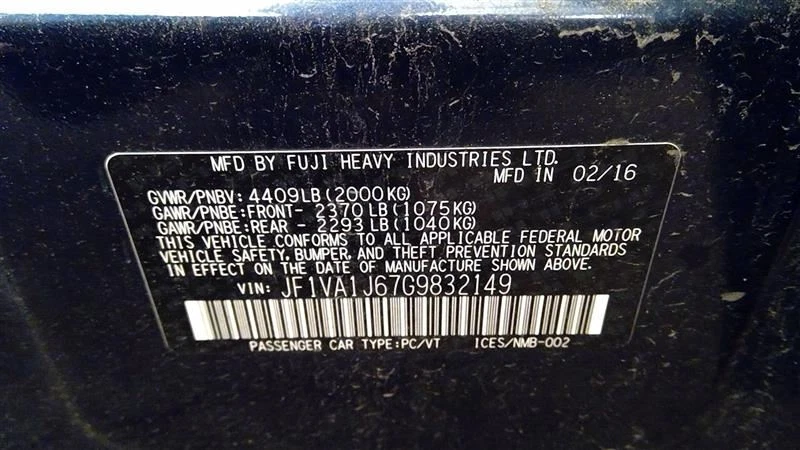 MFD BY FUJI HEAVY INDUSTRIES LTD.
MFD IN 02/16
GVWR/PNBV: 4409LB (2000KG)
GAWR/PNBE:FRONT- 2370 LB (1075KG)
GAWR/PNBE:REAR - 2293 LB (1040KG)
THIS VEHICLE CONFORMS TO ALL APPLICABLE FEDERAL MOTOR
VEHICLE SAFETY, BUMPER, AND THEFT PREVENTION STANDARDS
IN EFFECT ON THE DATE OF MANUFACTURE SHOWN ABOVE.
VIN: JF1VA1J67G9832149
PASSENGER CAR TYPE:PC/VT ICES/NMB-002